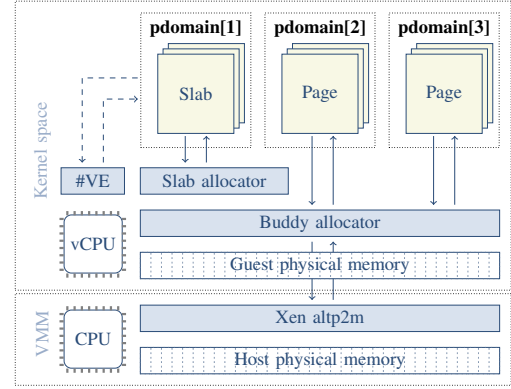 pdomain[1] pdomain[2] pdomain[3]
Slab
Page
Page
Kernel space
#VE
Slab allocator
Buddy allocator
vCPU
Guest physical memory
VMM
CPU
Xen altp2m
Host physical memory